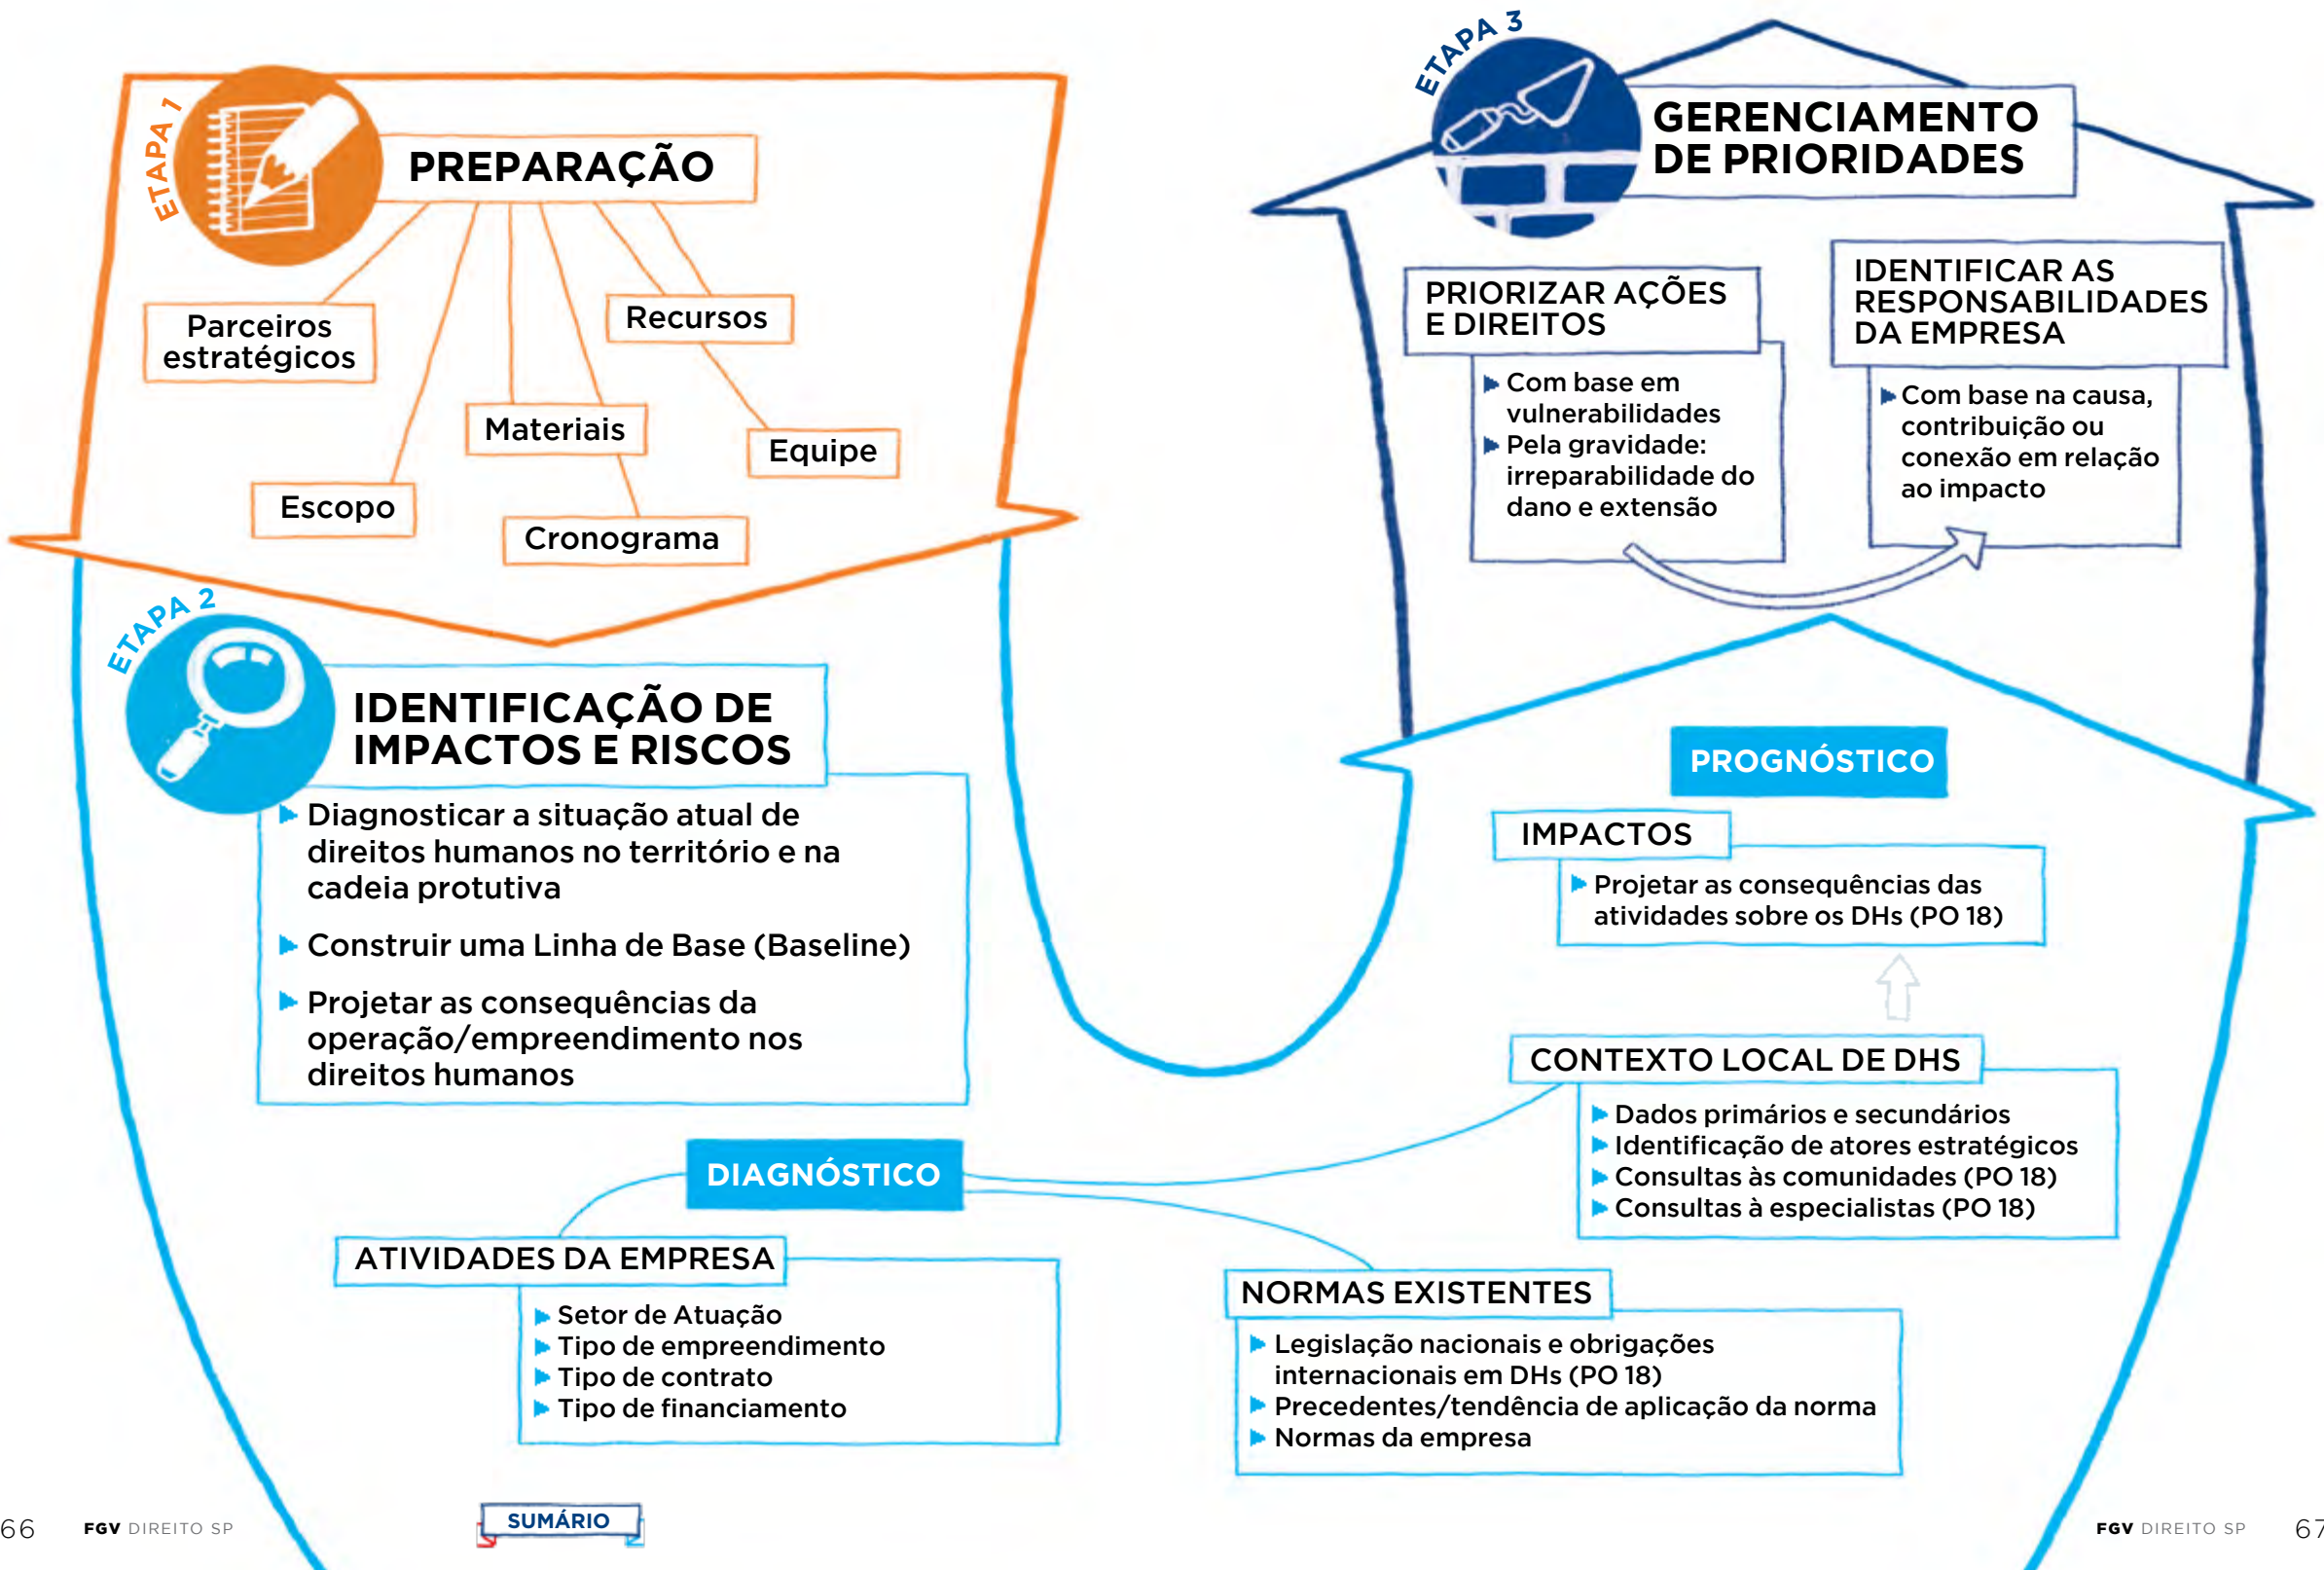 ETAPA 1
PREPARAÇÃO
Parceiros
estratégicos
Recursos
Materiais
Equipe
Escopo
Cronograma
ETAPA 2
IDENTIFICAÇÃO DE
IMPACTOS E RISCOS
Diagnosticar a situação atual de
direitos humanos no território e na
cadeia protutiva
Construir uma Linha de Base (Baseline)
Projetar as consequências da
operação/empreendimento nos
direitos humanos
DIAGNÓSTICO
ATIVIDADES DA EMPRESA
Setor de Atuação
Tipo de empreendimento
Tipo de contrato
Tipo de financiamento
66 FGV DIREITO SP
SUMÁRIO
ETAPA 3
GERENCIAMENTO
DE PRIORIDADES
PRIORIZAR AÇÕES
E DIREITOS
Com base em
vulnerabilidades
Pela gravidade:
irreparabilidade do
dano e extensão
IDENTIFICAR AS
RESPONSABILIDADES
DA EMPRESA
Com base na causa,
contribuição ou
conexão em relação
ao impacto
PROGNÓSTICO
IMPACTOS
Projetar as consequências das
atividades sobre os DHs (PO 18)
CONTEXTO LOCAL DE DHS
Dados primários e secundários
Identificação de atores estratégicos
Consultas às comunidades (PO 18)
Consultas à especialistas (PO 18)
NORMAS EXISTENTES
Legislação nacionais e obrigações
internacionais em DHs (PO 18)
Precedentes/tendência de aplicação da norma
Normas da empresa
FGV DIREITO SP 67